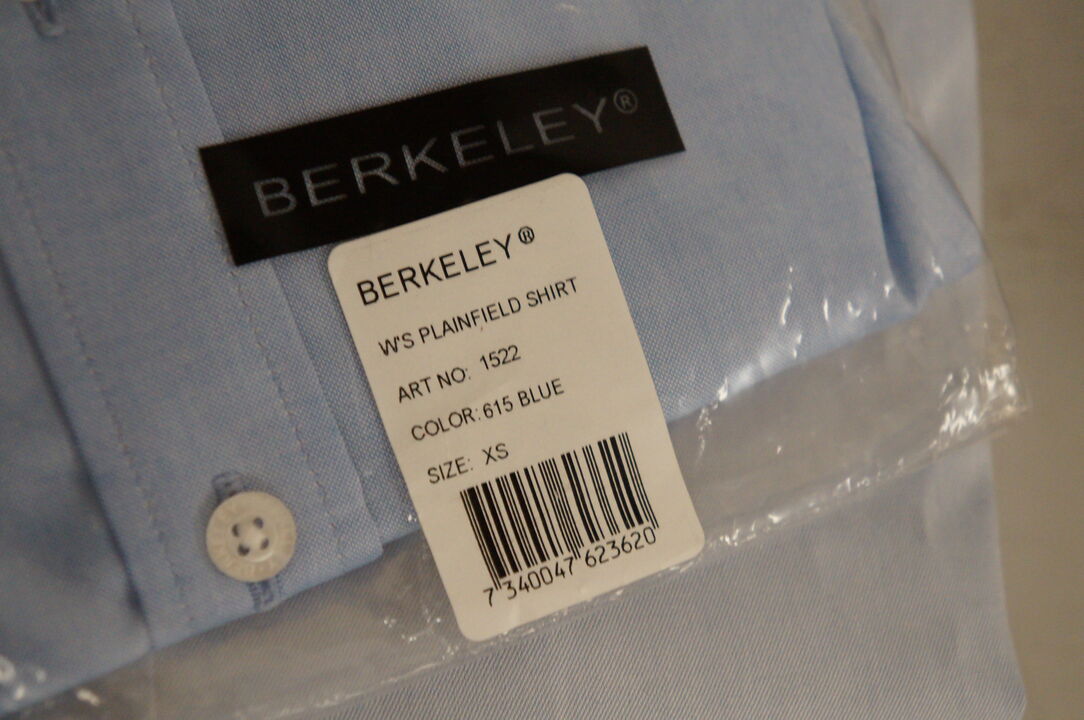 BERKELEY®
BERKELEY®
W'S PLAINFIELD SHIRT
ART NO: 1522
COLOR: 615 BLUE
SIZE: XS
7 340047 623620